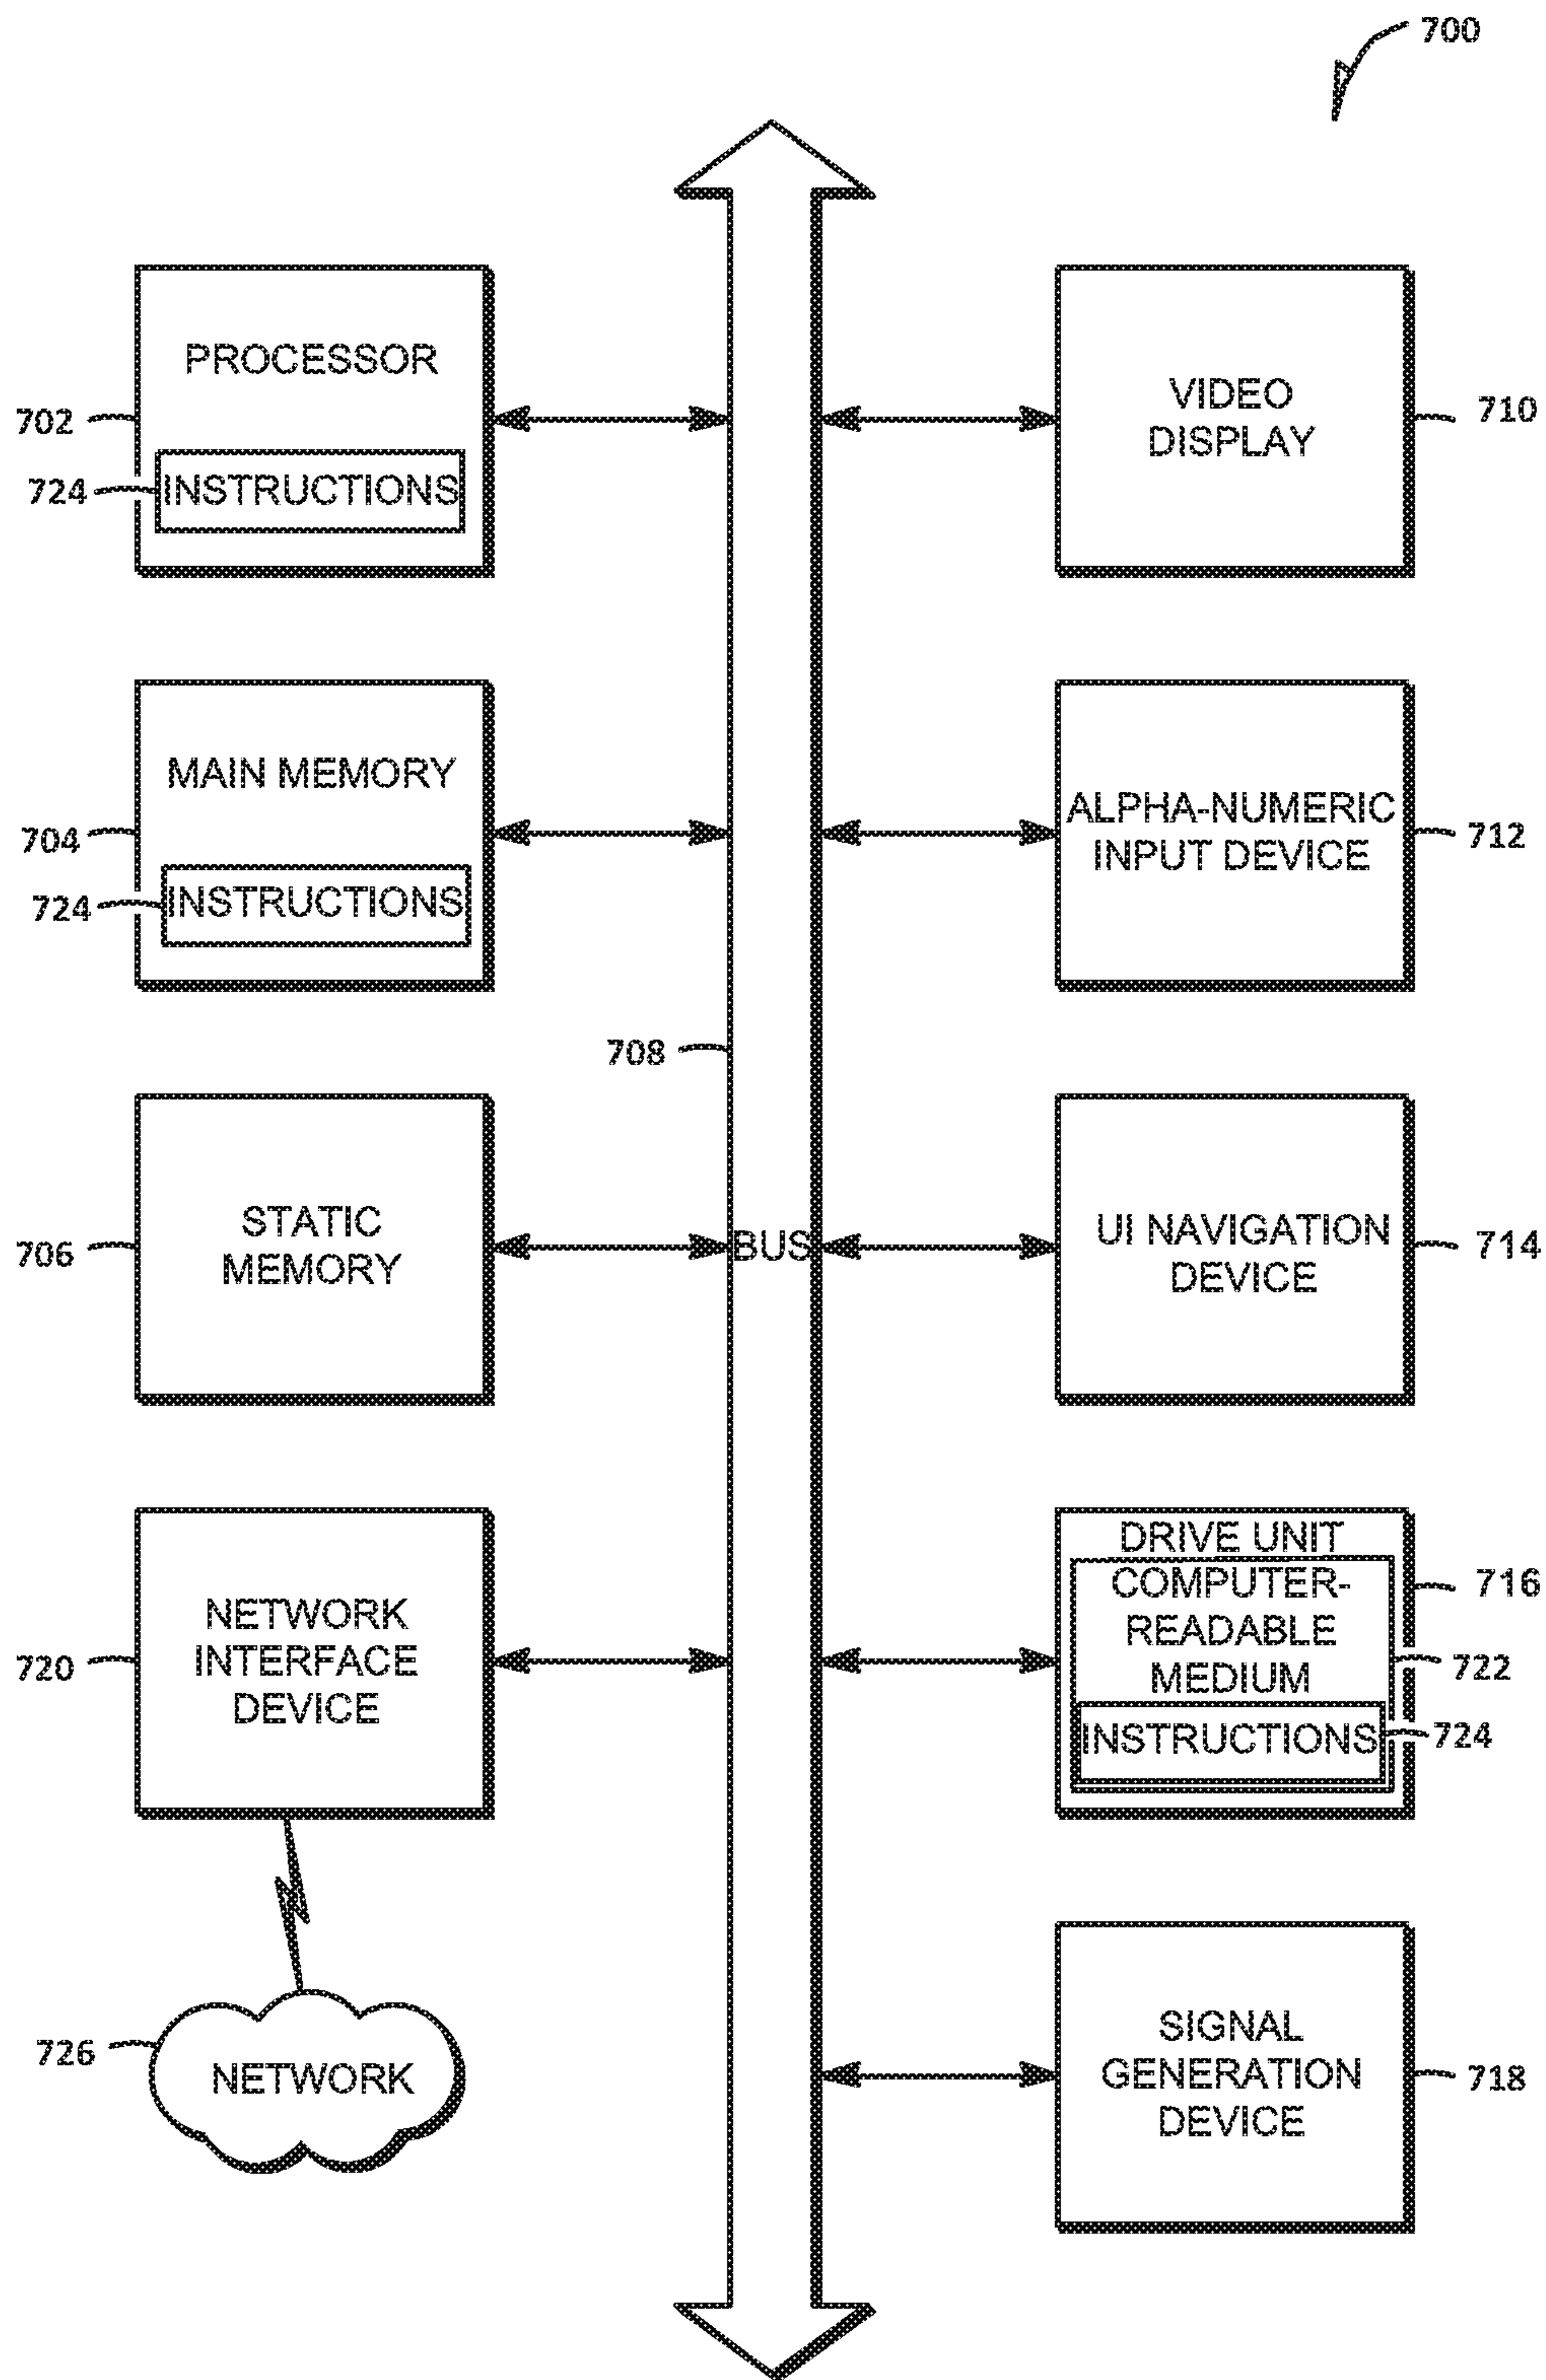 700
PROCESSOR
702
724
INSTRUCTIONS
VIDEO
DISPLAY
710
MAIN MEMORY
704
724
INSTRUCTIONS
ALPHA-NUMERIC
INPUT DEVICE
712
708
STATIC
MEMORY
706
BUS
UI NAVIGATION
DEVICE
714
NETWORK
INTERFACE
DEVICE
720
DRIVE UNIT
COMPUTER-
READABLE
MEDIUM
INSTRUCTIONS
716
722
724
726
NETWORK
SIGNAL
GENERATION
DEVICE
718